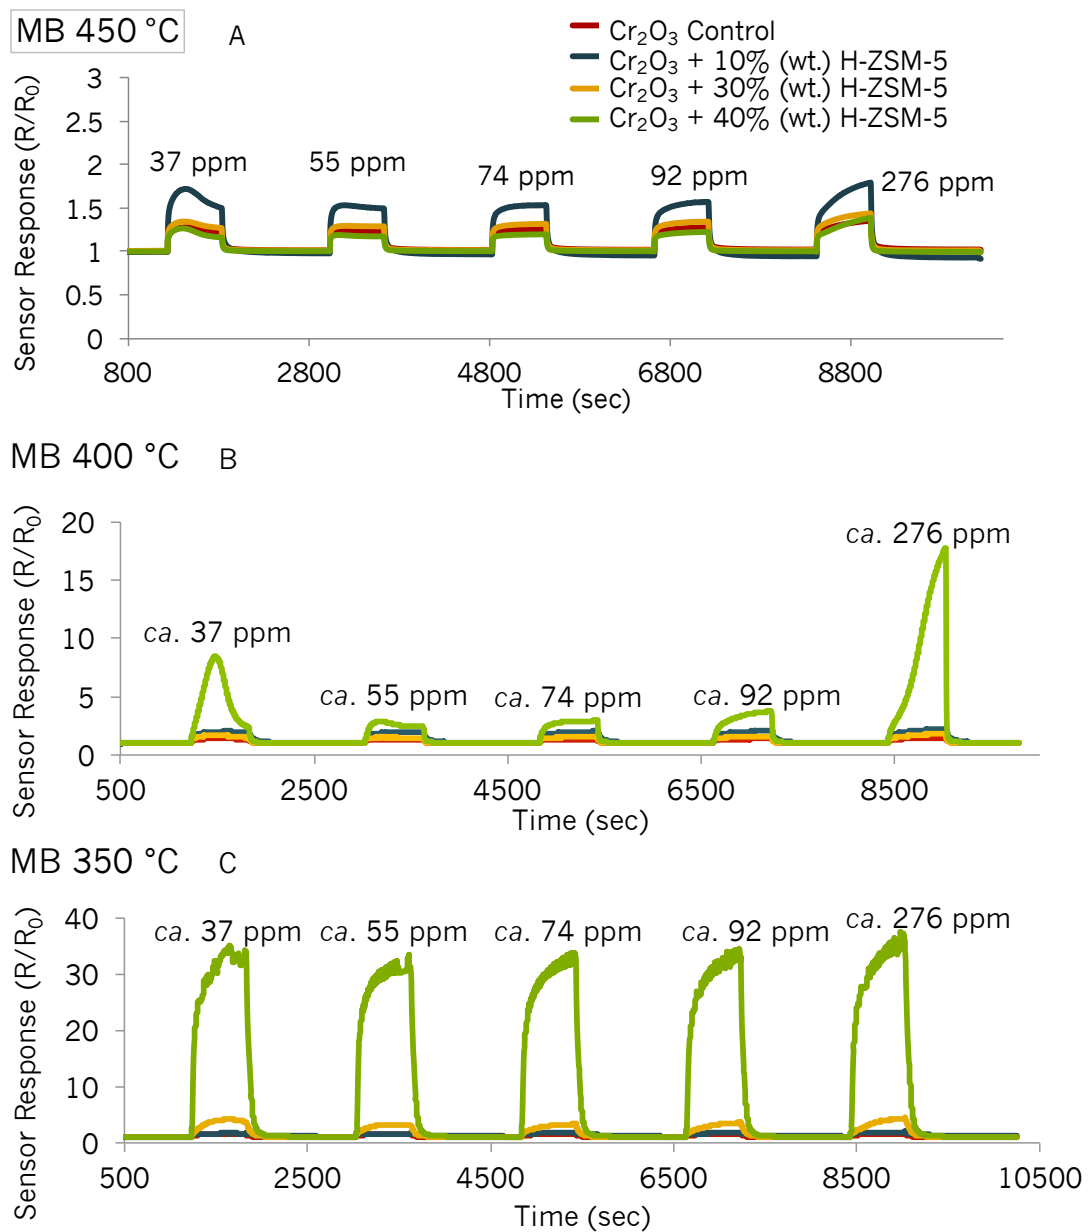 MB 450 °C
A
Cr₂O₃ Control
Cr₂O₃ + 10% (wt.) H-ZSM-5
Cr₂O₃ + 30% (wt.) H-ZSM-5
Cr₂O₃ + 40% (wt.) H-ZSM-5
Sensor Response (R/R₀)
3
2.5
2
1.5
1
0.5
0
37 ppm
55 ppm
74 ppm
92 ppm
276 ppm
800
2800
4800
6800
8800
Time (sec)
MB 400 °C
B
Sensor Response (R/R₀)
20
15
10
5
0
ca. 37 ppm
ca. 55 ppm
ca. 74 ppm
ca. 92 ppm
ca. 276 ppm
500
2500
4500
6500
8500
Time (sec)
MB 350 °C
C
Sensor Response (R/R₀)
40
30
20
10
0
ca. 37 ppm
ca. 55 ppm
ca. 74 ppm
ca. 92 ppm
ca. 276 ppm
500
2500
4500
6500
8500
10500
Time (sec)